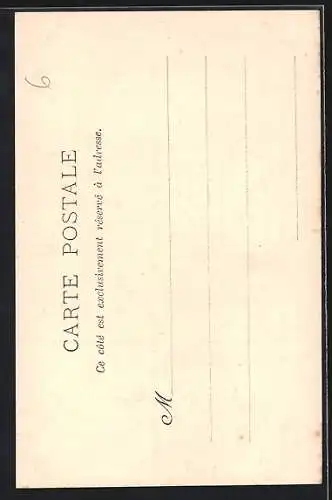 6
CARTE POSTALE
Ce côté est exclusivement réservé à l'adresse.
M